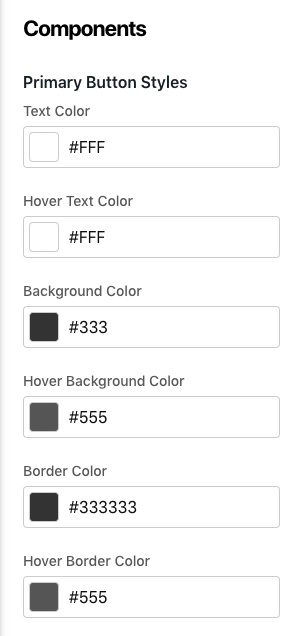 Components
Primary Button Styles
Text Color
#FFF
Hover Text Color
#FFF
Background Color
#333
Hover Background Color
#555
Border Color
#333333
Hover Border Color
#555